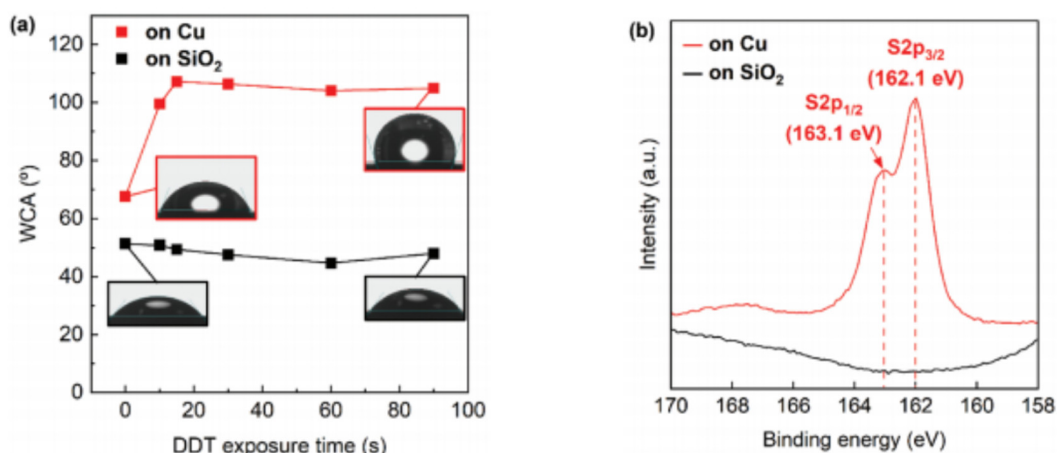 (a)
on Cu
on SiO₂
120
100
80
60
40
20
0
WCA (º)
0 20 40 60 80 100
DDT exposure time (s)
(b)
on Cu
on SiO₂
S2p₃/₂
(162.1 eV)
S2p₁/₂
(163.1 eV)
Intensity (a.u.)
170 168 166 164 162 160 158
Binding energy (eV)